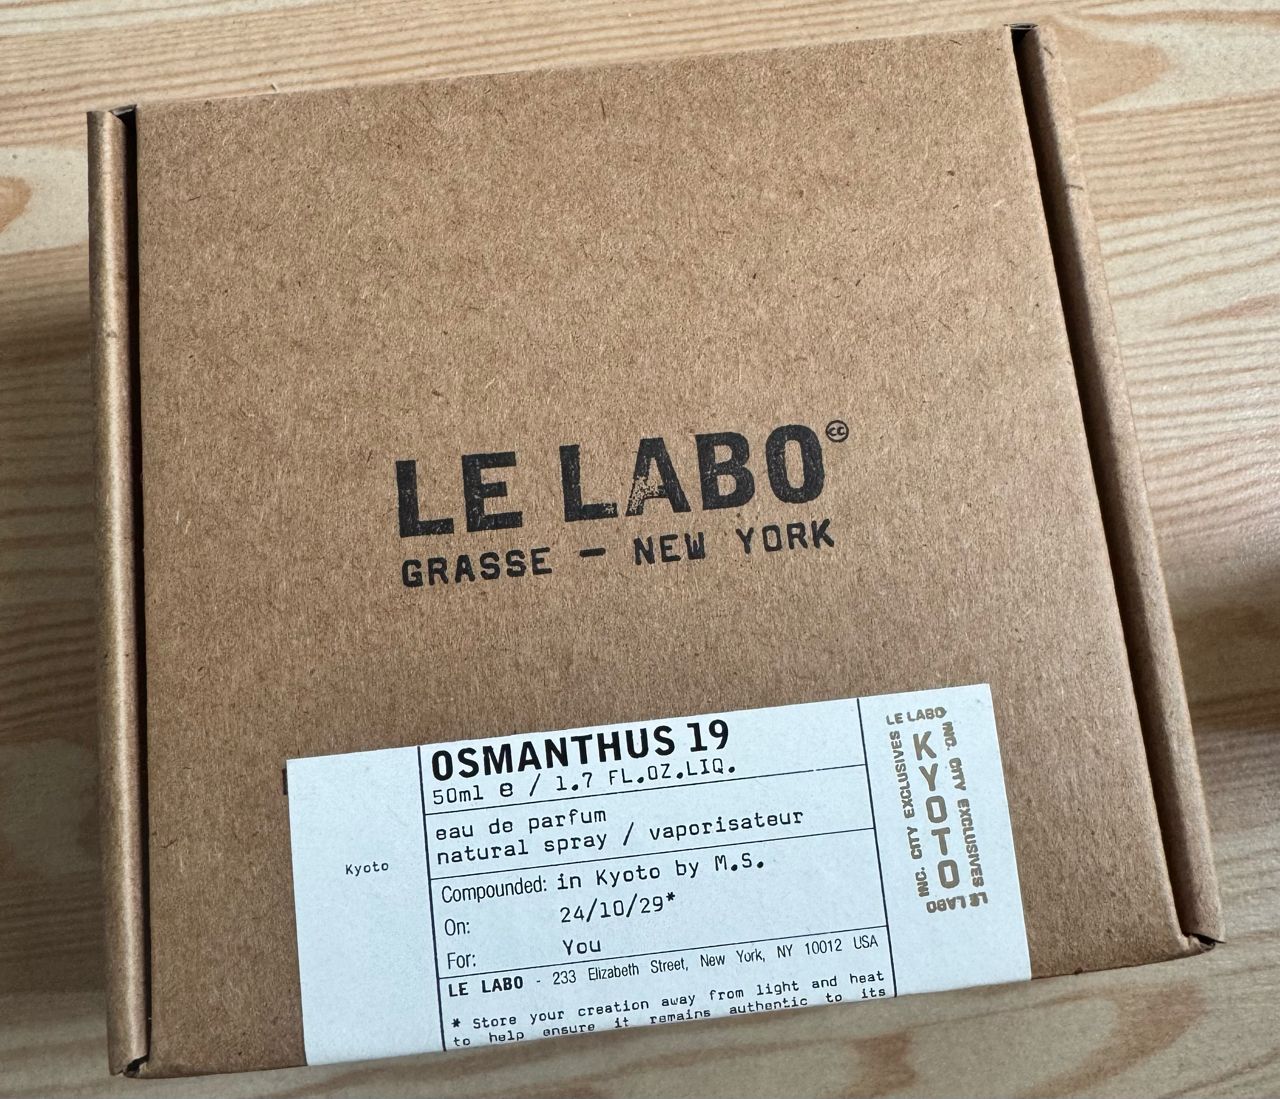 LE LABO
GRASSE — NEW YORK
OSMANTHUS 19
50ml e / 1.7 FL.OZ.LIQ.
eau de parfum
natural spray / vaporisateur
Kyoto
Compounded: in Kyoto by M.S.
On: 24/10/29*
For: You
LE LABO - 233 Elizabeth Street, New York, NY 10012 USA
* Store your creation away from light and heat
to help ensure it remains authentic to its
LE LABO
INC. CITY EXCLUSIVES
KYOTO
INC. CITY EXCLUSIVES
LE LABO
LE LABO